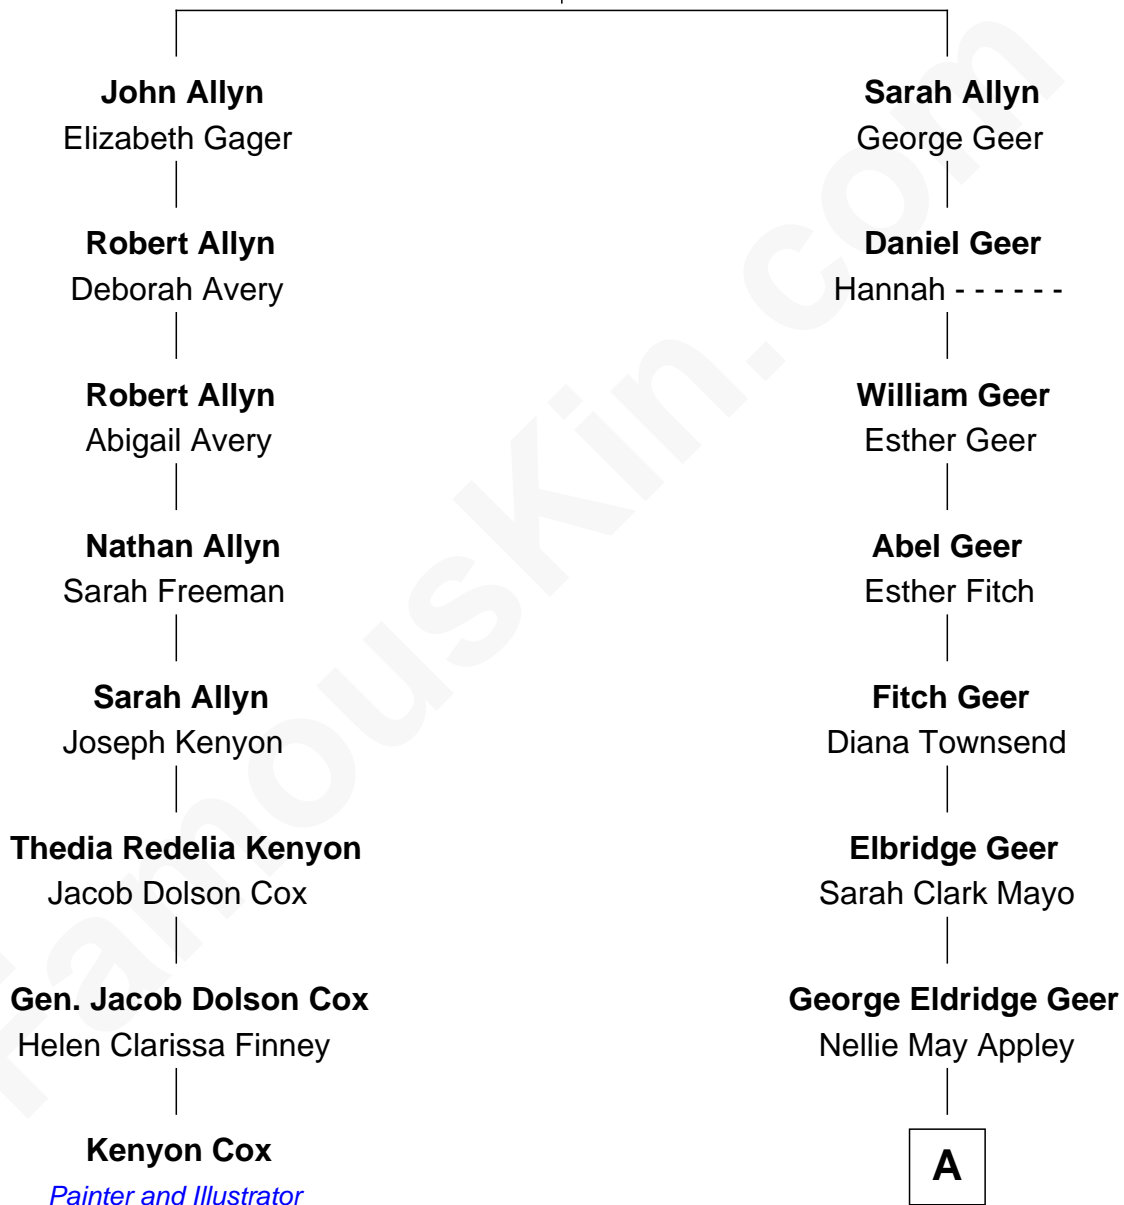 John Allyn
Elizabeth Gager
Robert Allyn
Deborah Avery
Robert Allyn
Abigail Avery
Nathan Allyn
Sarah Freeman
Sarah Allyn
Joseph Kenyon
Thedia Redelia Kenyon
Jacob Dolson Cox
Gen. Jacob Dolson Cox
Helen Clarissa Finney
Kenyon Cox
Painter and Illustrator
Sarah Allyn
George Geer
Daniel Geer
Hannah - - - - - -
William Geer
Esther Geer
Abel Geer
Esther Fitch
Fitch Geer
Diana Townsend
Elbridge Geer
Sarah Clark Mayo
George Eldridge Geer
Nellie May Appley
A
FamousKin.com